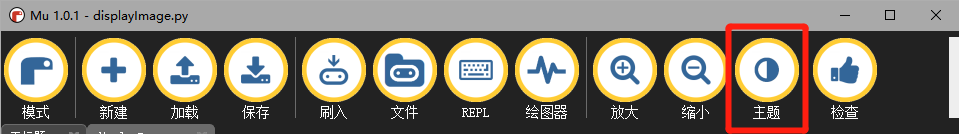 Mu 1.0.1 - displayImage.py
模式 新建 加载 保存 刷入 文件 REPL 绘图器 放大 缩小 主题 检查